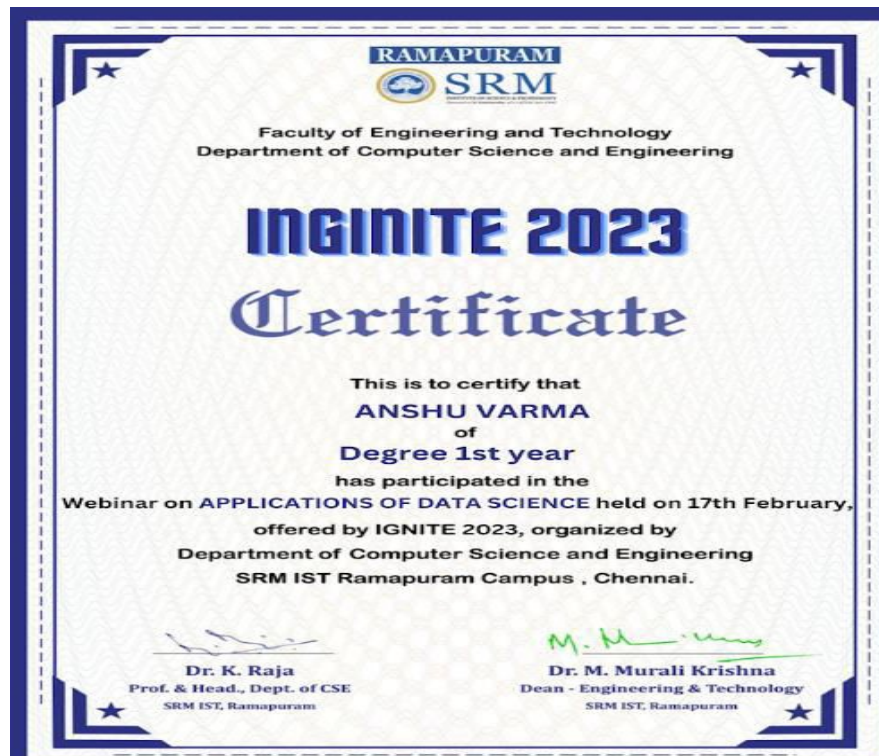 RAMAPURAM
SRM
Faculty of Engineering and Technology
Department of Computer Science and Engineering
INGINITE 2023
Certificate
This is to certify that
ANSHU VARMA
of
Degree 1st year
has participated in the
Webinar on APPLICATIONS OF DATA SCIENCE held on 17th February,
offered by IGNITE 2023, organized by
Department of Computer Science and Engineering
SRM IST Ramapuram Campus , Chennai.
Dr. K. Raja
Prof. & Head., Dept. of CSE
SRM IST, Ramapuram
Dr. M. Murali Krishna
Dean - Engineering & Technology
SRM IST, Ramapuram